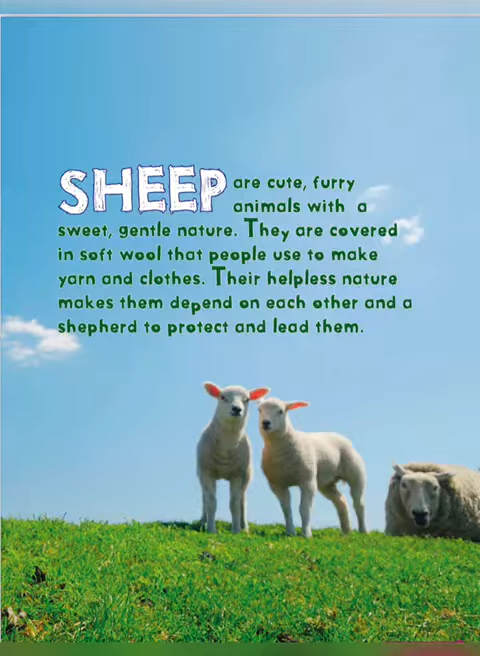 SHEEP are cute, furry
animals with a
sweet, gentle nature. They are covered
in soft wool that people use to make
yarn and clothes. Their helpless nature
makes them depend on each other and a
shepherd to protect and lead them.